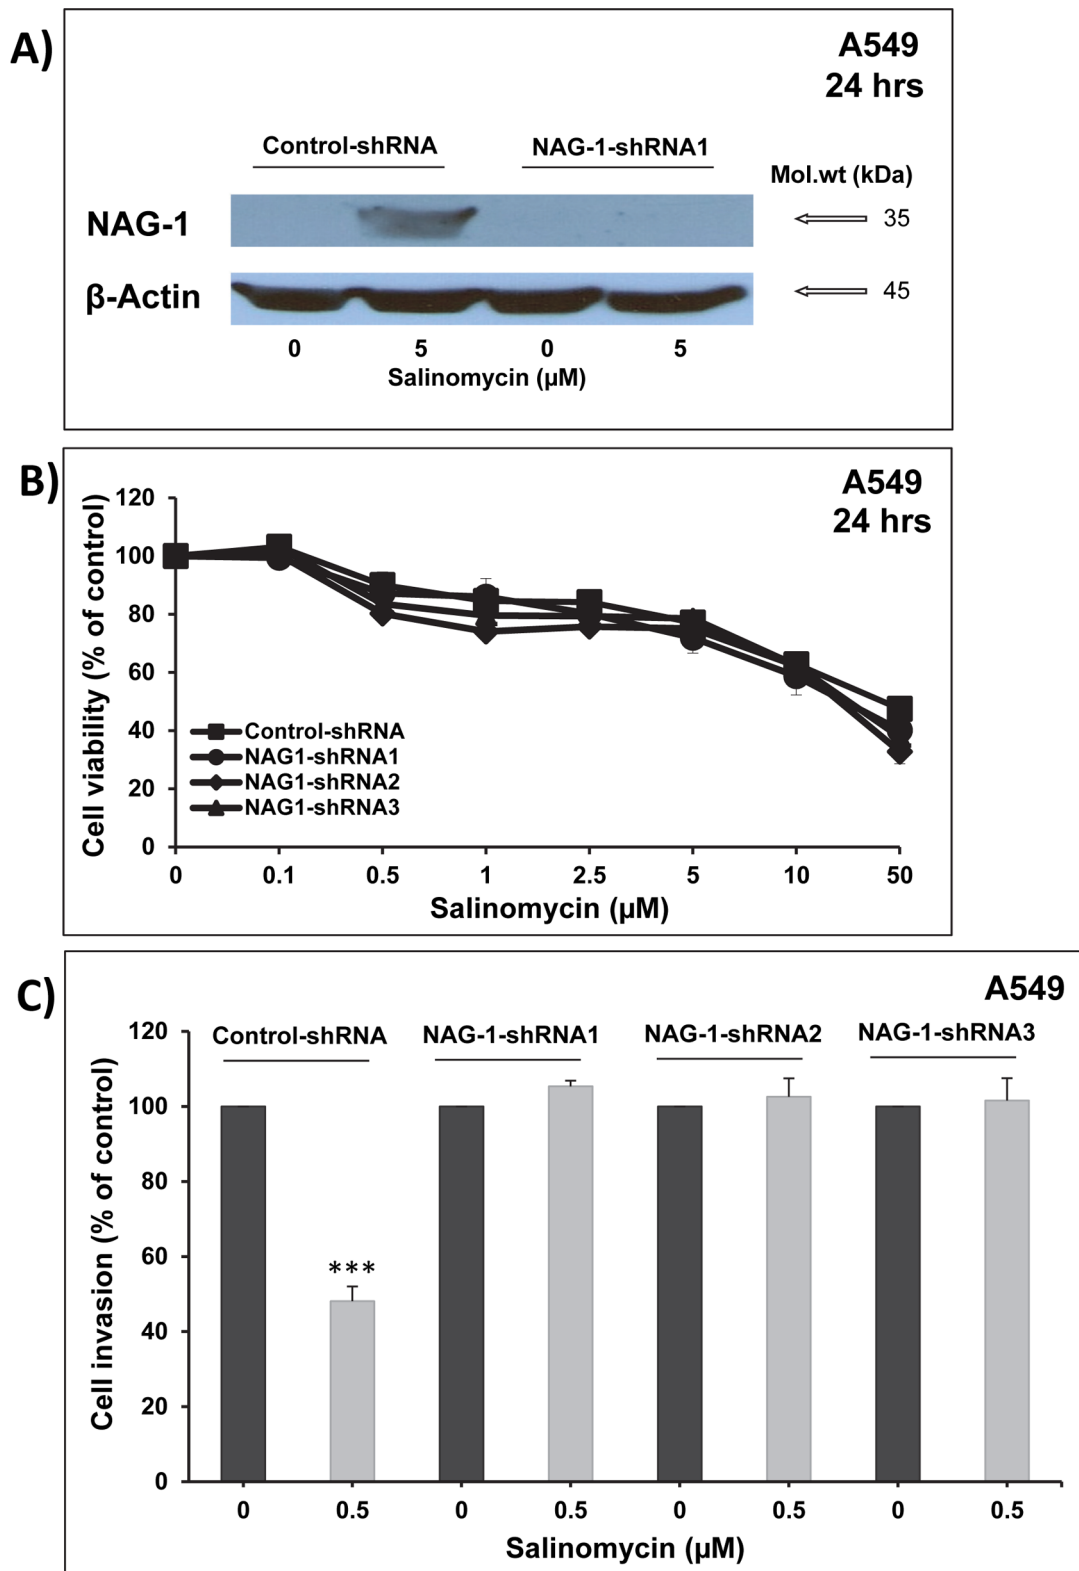 A)
A549
24 hrs
Control-shRNA NAG-1-shRNA1
Mol.wt (kDa)
NAG-1 35
β-Actin 45
0 5 0 5
Salinomycin (µM)
B)
A549
24 hrs
Cell viability (% of control)
120
100
80
60
40
20
0
Control-shRNA
NAG1-shRNA1
NAG1-shRNA2
NAG1-shRNA3
0 0.1 0.5 1 2.5 5 10 50
Salinomycin (µM)
C)
A549
Control-shRNA NAG-1-shRNA1 NAG-1-shRNA2 NAG-1-shRNA3
Cell invasion (% of control)
120
100
80
60
40
20
0
***
0 0.5 0 0.5 0 0.5 0 0.5
Salinomycin (µM)